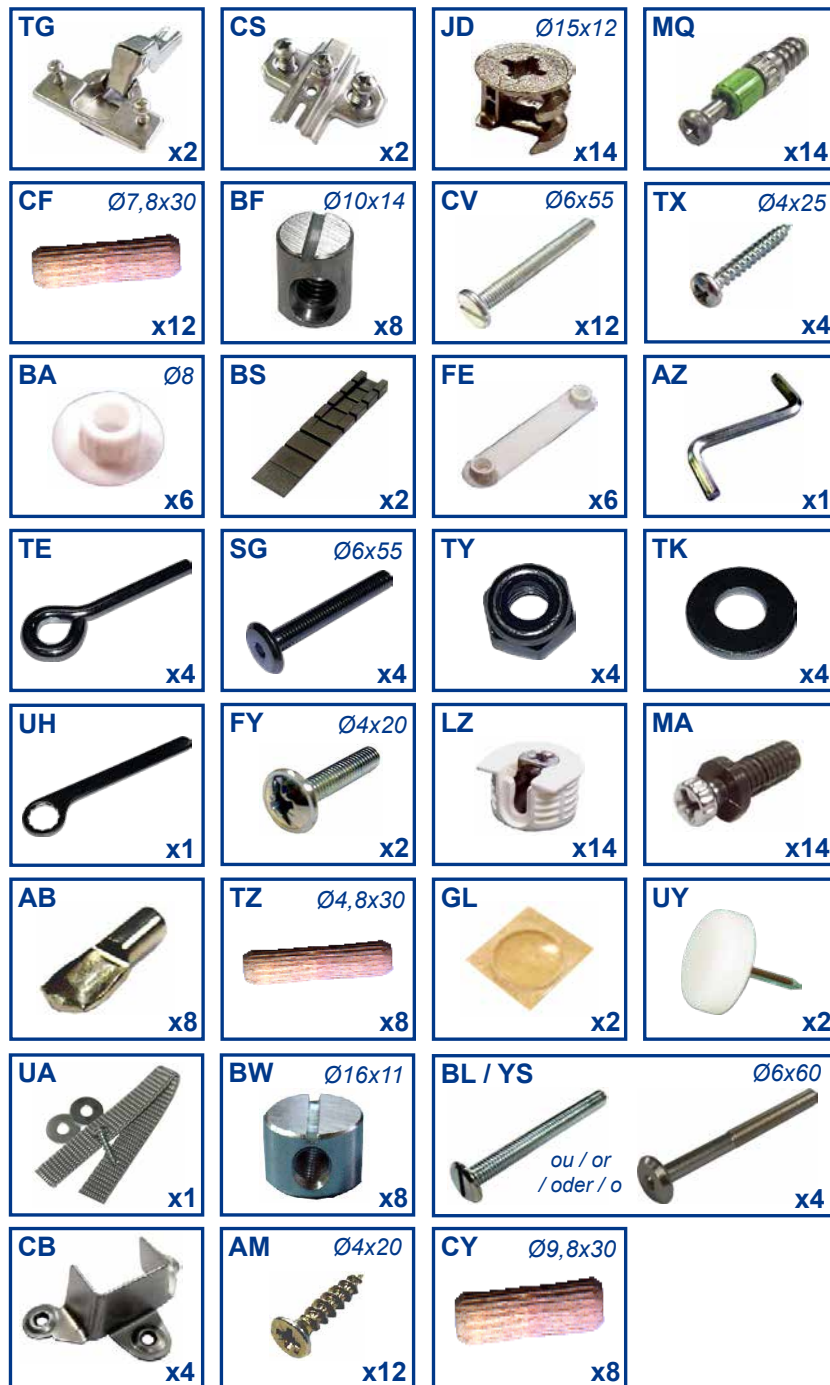 TG
x2
CS
x2
JD Ø15x12
x14
MQ
x14
CF Ø7,8x30
x12
BF Ø10x14
x8
CV Ø6x55
x12
TX Ø4x25
x4
BA Ø8
x6
BS
x2
FE
x6
AZ
x1
TE
x4
SG Ø6x55
x4
TY
x4
TK
x4
UH
x1
FY Ø4x20
x2
LZ
x14
MA
x14
AB
x8
TZ Ø4,8x30
x8
GL
x2
UY
x2
UA
x1
BW Ø16x11
x8
BL / YS Ø6x60
ou / or
/ oder / o
x4
CB
x4
AM Ø4x20
x12
CY Ø9,8x30
x8